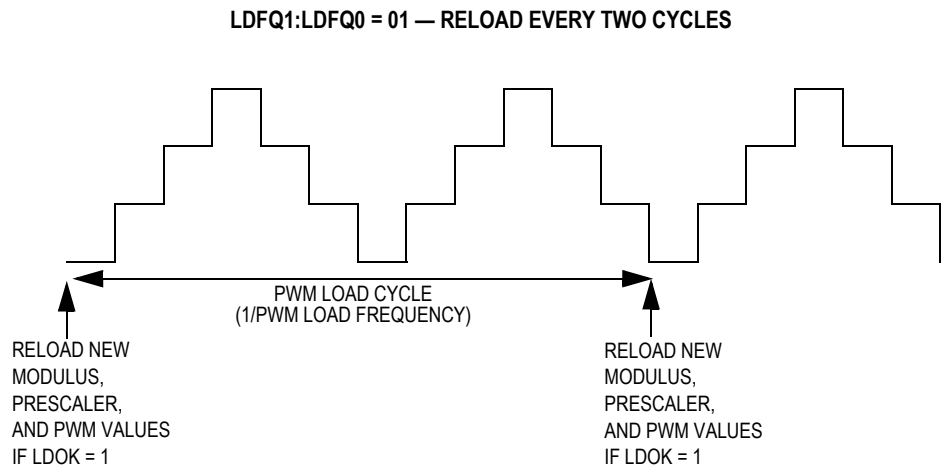 LDFQ1:LDFQ0 = 01 — RELOAD EVERY TWO CYCLES
PWM LOAD CYCLE
(1/PWM LOAD FREQUENCY)
RELOAD NEW
MODULUS,
PRESCALER,
AND PWM VALUES
IF LDOK = 1
RELOAD NEW
MODULUS,
PRESCALER,
AND PWM VALUES
IF LDOK = 1